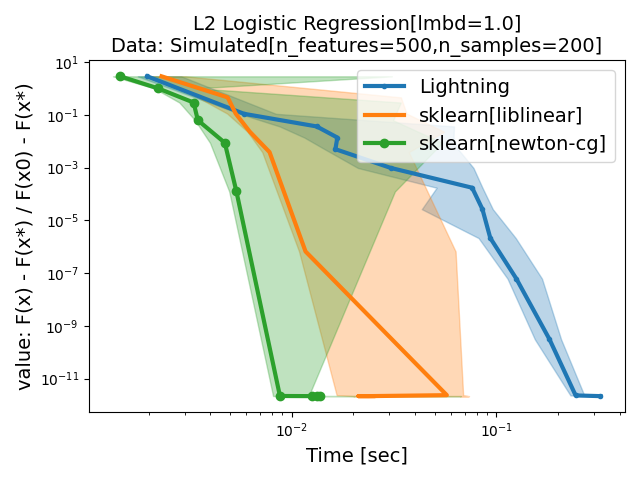 L2 Logistic Regression[lmbd=1.0]
Data: Simulated[n_features=500,n_samples=200]
value: F(x) - F(x*) / F(x0) - F(x*)
10¹
10⁻¹
10⁻³
10⁻⁵
10⁻⁷
10⁻⁹
10⁻¹¹
Lightning
sklearn[liblinear]
sklearn[newton-cg]
10⁻²
10⁻¹
Time [sec]